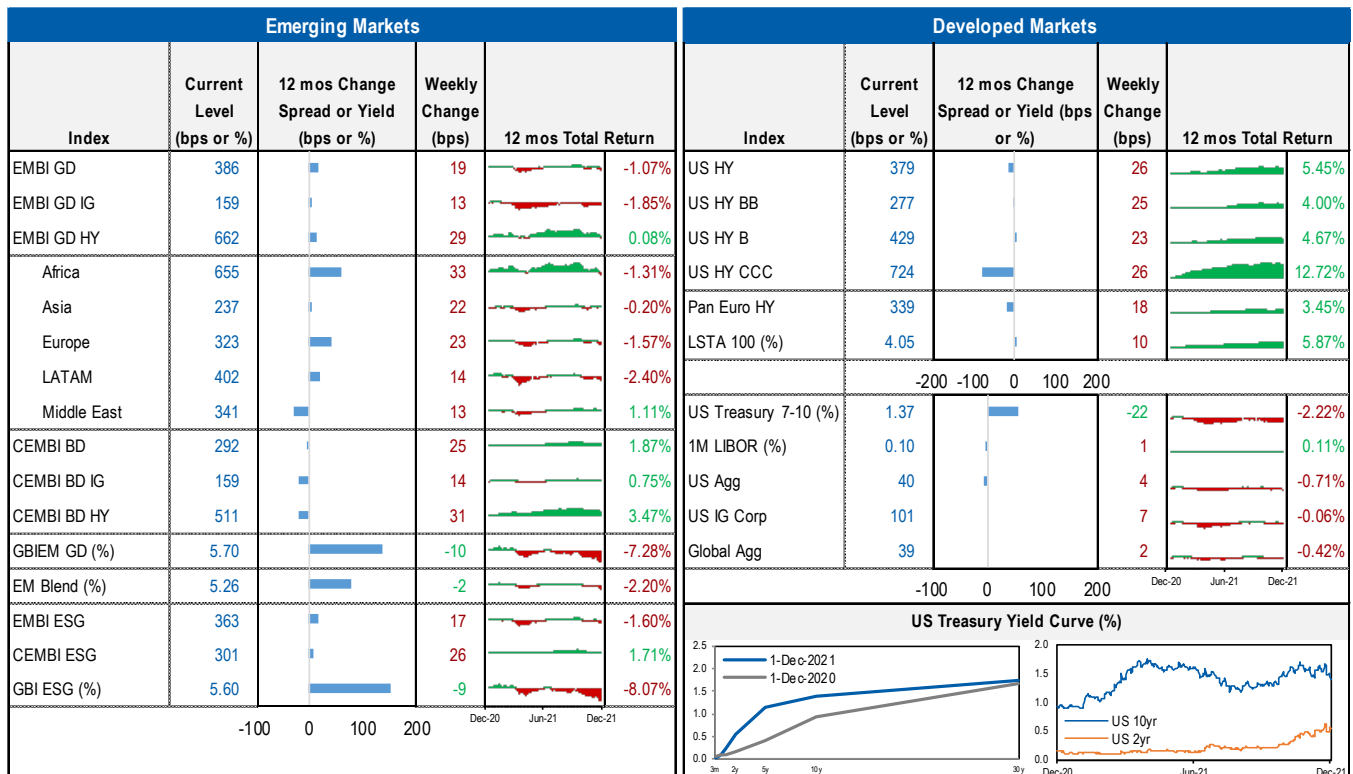 Emerging Markets
Index
Current Level (bps or %)
12 mos Change Spread or Yield (bps or %)
Weekly Change (bps)
12 mos Total Return
EMBI GD 386 19 -1.07%
EMBI GD IG 159 13 -1.85%
EMBI GD HY 662 29 0.08%
Africa 655 33 -1.31%
Asia 237 22 -0.20%
Europe 323 23 -1.57%
LATAM 402 14 -2.40%
Middle East 341 13 1.11%
CEMBI BD 292 25 1.87%
CEMBI BD IG 159 14 0.75%
CEMBI BD HY 511 31 3.47%
GBIEM GD (%) 5.70 -10 -7.28%
EM Blend (%) 5.26 -2 -2.20%
EMBI ESG 363 17 -1.60%
CEMBI ESG 301 26 1.71%
GBI ESG (%) 5.60 -9 -8.07%
-100 0 100 200
Dec-20 Jun-21 Dec-21
Developed Markets
Index
Current Level (bps or %)
12 mos Change Spread or Yield (bps or %)
Weekly Change (bps)
12 mos Total Return
US HY 379 26 5.45%
US HY BB 277 25 4.00%
US HY B 429 23 4.67%
US HY CCC 724 26 12.72%
Pan Euro HY 339 18 3.45%
LSTA 100 (%) 4.05 10 5.87%
-200 -100 0 100 200
US Treasury 7-10 (%) 1.37 -22 -2.22%
1M LIBOR (%) 0.10 1 0.11%
US Agg 40 4 -0.71%
US IG Corp 101 7 -0.06%
Global Agg 39 2 -0.42%
Dec-20 Jun-21 Dec-21
-100 0 100 200
US Treasury Yield Curve (%)
2.5
2.0
1.5
1.0
0.5
0.0
1-Dec-2021
1-Dec-2020
3m 2y 5y 10y 30y
2.0
1.5
1.0
0.5
0.0
US 10yr
US 2yr
Dec-20 Jun-21 Dec-21